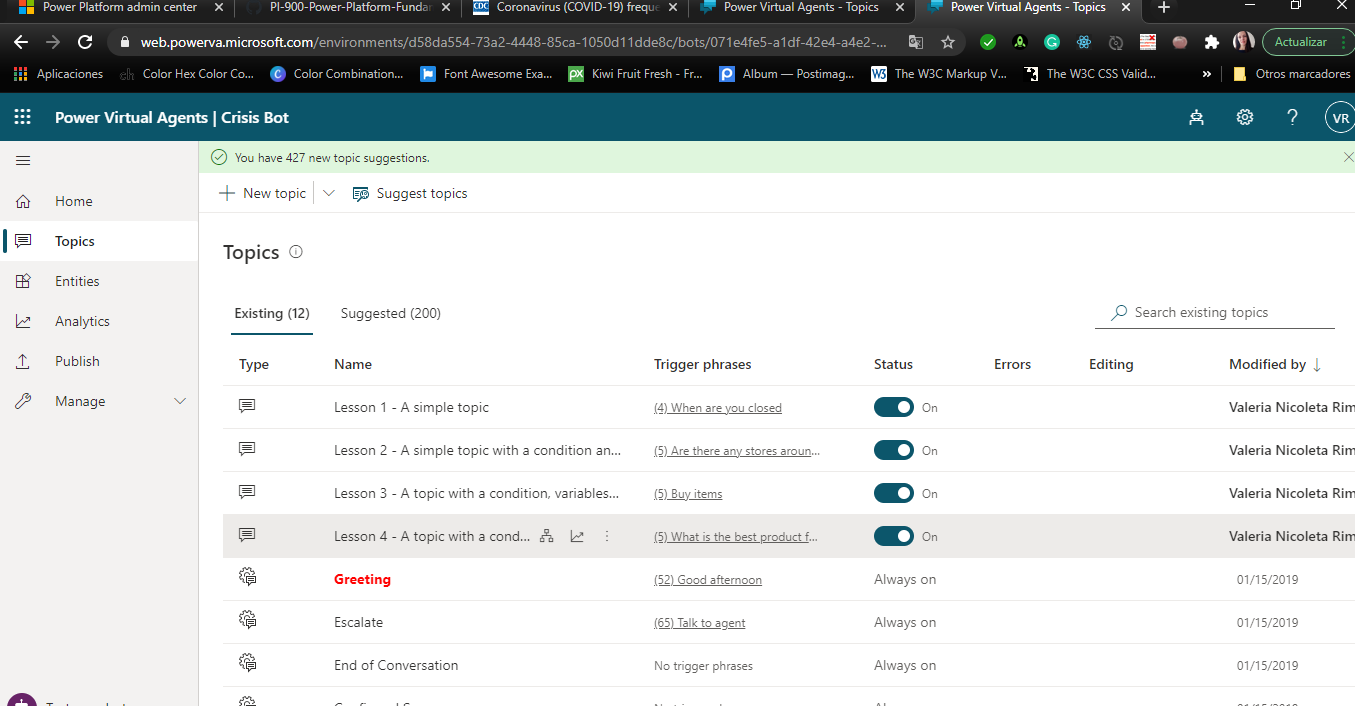 Power Platform admin center
PI-900-Power-Platform-Fundar
CDC Coronavirus (COVID-19) freque
Power Virtual Agents - Topics
Power Virtual Agents - Topics
web.powerva.microsoft.com/environments/d58da554-73a2-4448-85ca-1050d11dde8c/bots/071e4fe5-a1df-42e4-a4e2-...
Actualizar
Aplicaciones
Color Hex Color Co...
Color Combination...
Font Awesome Exa...
Kiwi Fruit Fresh - Fr...
Album — Postimag...
The W3C Markup V...
The W3C CSS Valid...
»
Otros marcadores
Power Virtual Agents | Crisis Bot
VR
You have 427 new topic suggestions.
New topic
Suggest topics
Home
Topics
Entities
Analytics
Publish
Manage
Topics
Existing (12)
Suggested (200)
Search existing topics
Type Name Trigger phrases Status Errors Editing Modified by ↓
Lesson 1 - A simple topic (4) When are you closed On Valeria Nicoleta Rim
Lesson 2 - A simple topic with a condition an... (5) Are there any stores aroun... On Valeria Nicoleta Rim
Lesson 3 - A topic with a condition, variables... (5) Buy items On Valeria Nicoleta Rim
Lesson 4 - A topic with a cond... (5) What is the best product f... On Valeria Nicoleta Rim
Greeting (52) Good afternoon Always on 01/15/2019
Escalate (65) Talk to agent Always on 01/15/2019
End of Conversation No trigger phrases Always on 01/15/2019